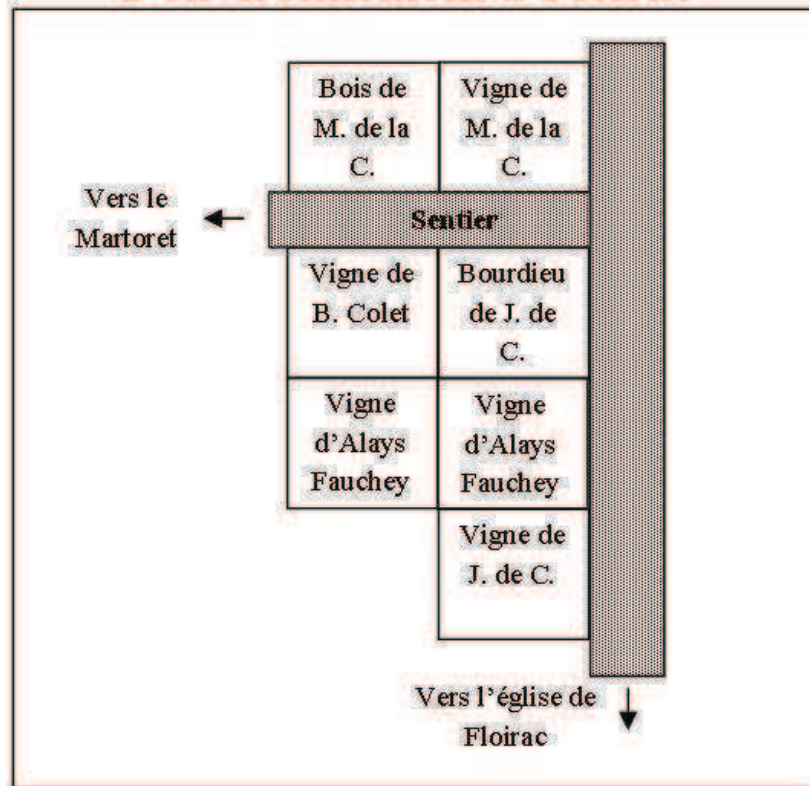 Bois de
M. de la
C.
Vigne de
M. de la
C.
Vers le
Martoret
Sentier
Vigne de
B. Colet
Bourdieu
de J. de
C.
Vigne
d'Alays
Fauchey
Vigne
d'Alays
Fauchey
Vigne de
J. de C.
Vers l'église de
Floirac